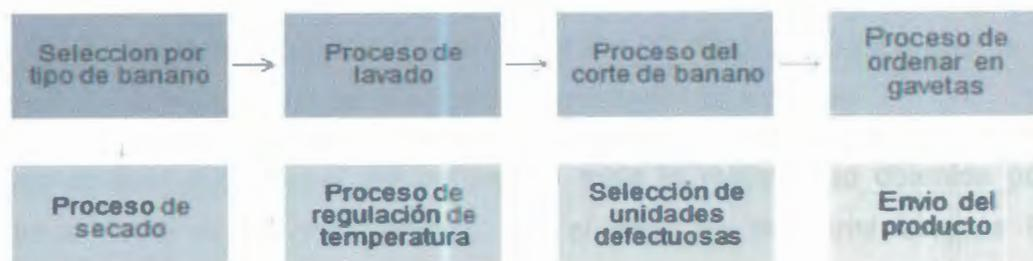 Seleccion por
tipo de banano
Proceso de
lavado
Proceso del
corte de banano
Proceso de
ordenar en
gavetas
Proceso de
secado
Proceso de
regulación de
temperatura
Selección de
unidades
defectuosas
Envio del
producto